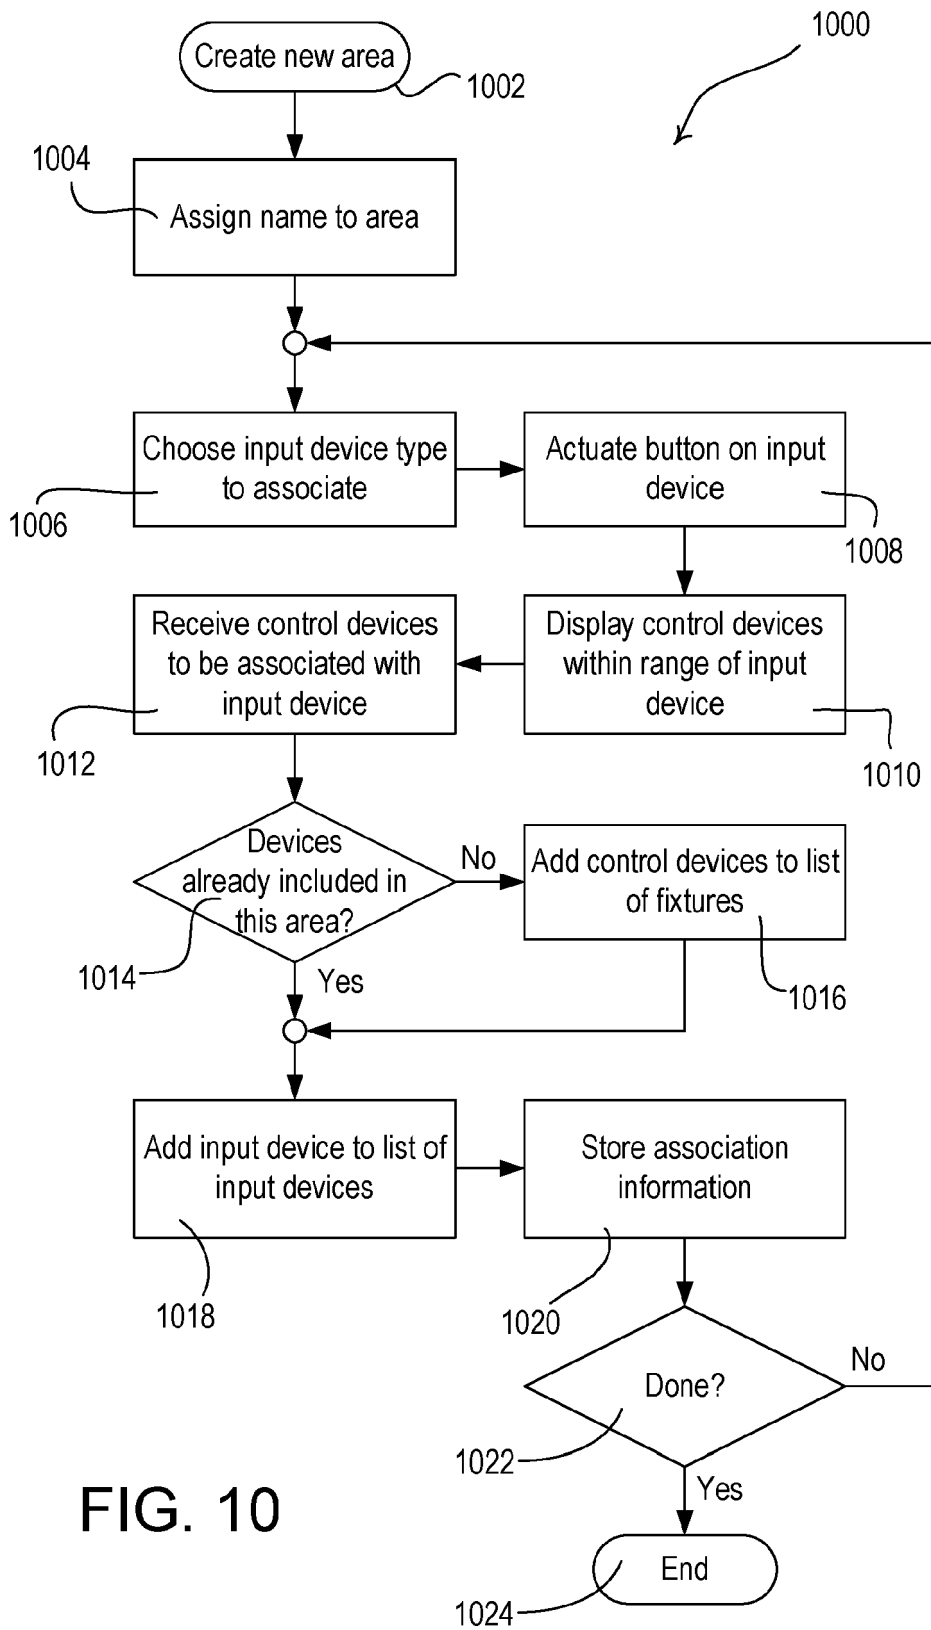 1000
Create new area
1002
1004
Assign name to area
Choose input device type
to associate
1006
Actuate button on input
device
1008
Display control devices
within range of input
device
1010
Receive control devices
to be associated with
input device
1012
Devices
already included in
this area?
1014
No
Yes
Add control devices to list
of fixtures
1016
Add input device to list of
input devices
1018
Store association
information
1020
Done?
1022
No
Yes
End
1024
FIG. 10